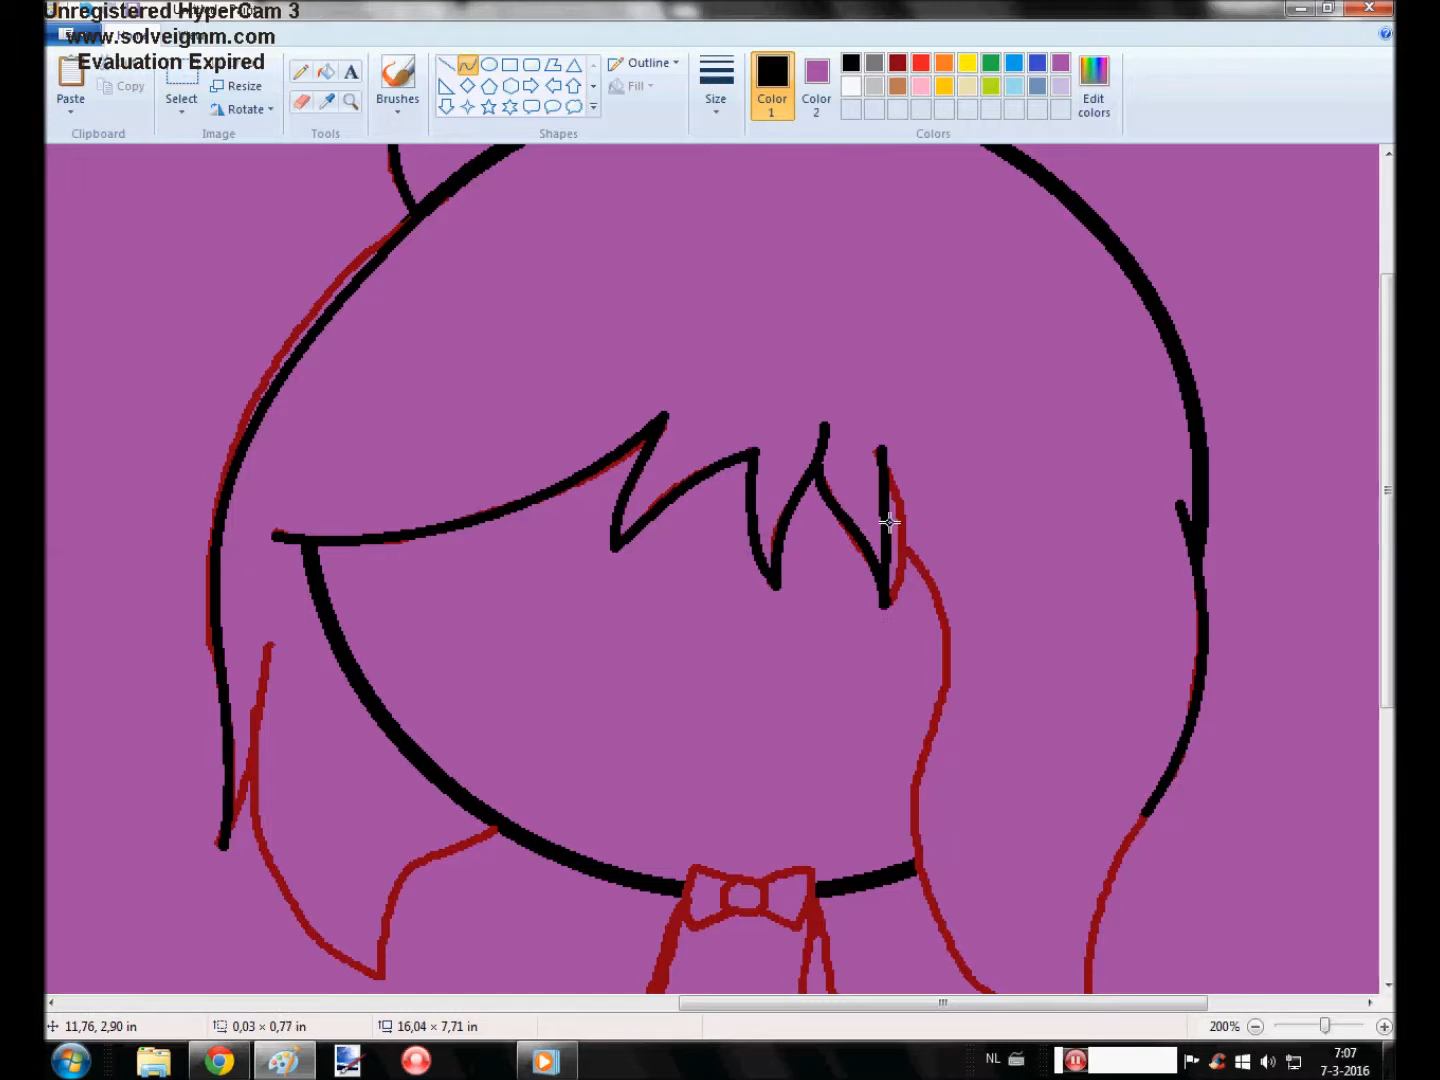 Unregistered HyperCam 3
www.solveigmm.com
Evaluation Expired
Paste
Copy
Clipboard
Select
Resize
Rotate
Image
A
Tools
Brushes
Outline
Fill
Shapes
Size
Color 1
Color 2
Edit colors
Colors
11,76, 2,90 in
0,03 × 0,77 in
16,04 × 7,71 in
200%
NL
7:07
7-3-2016